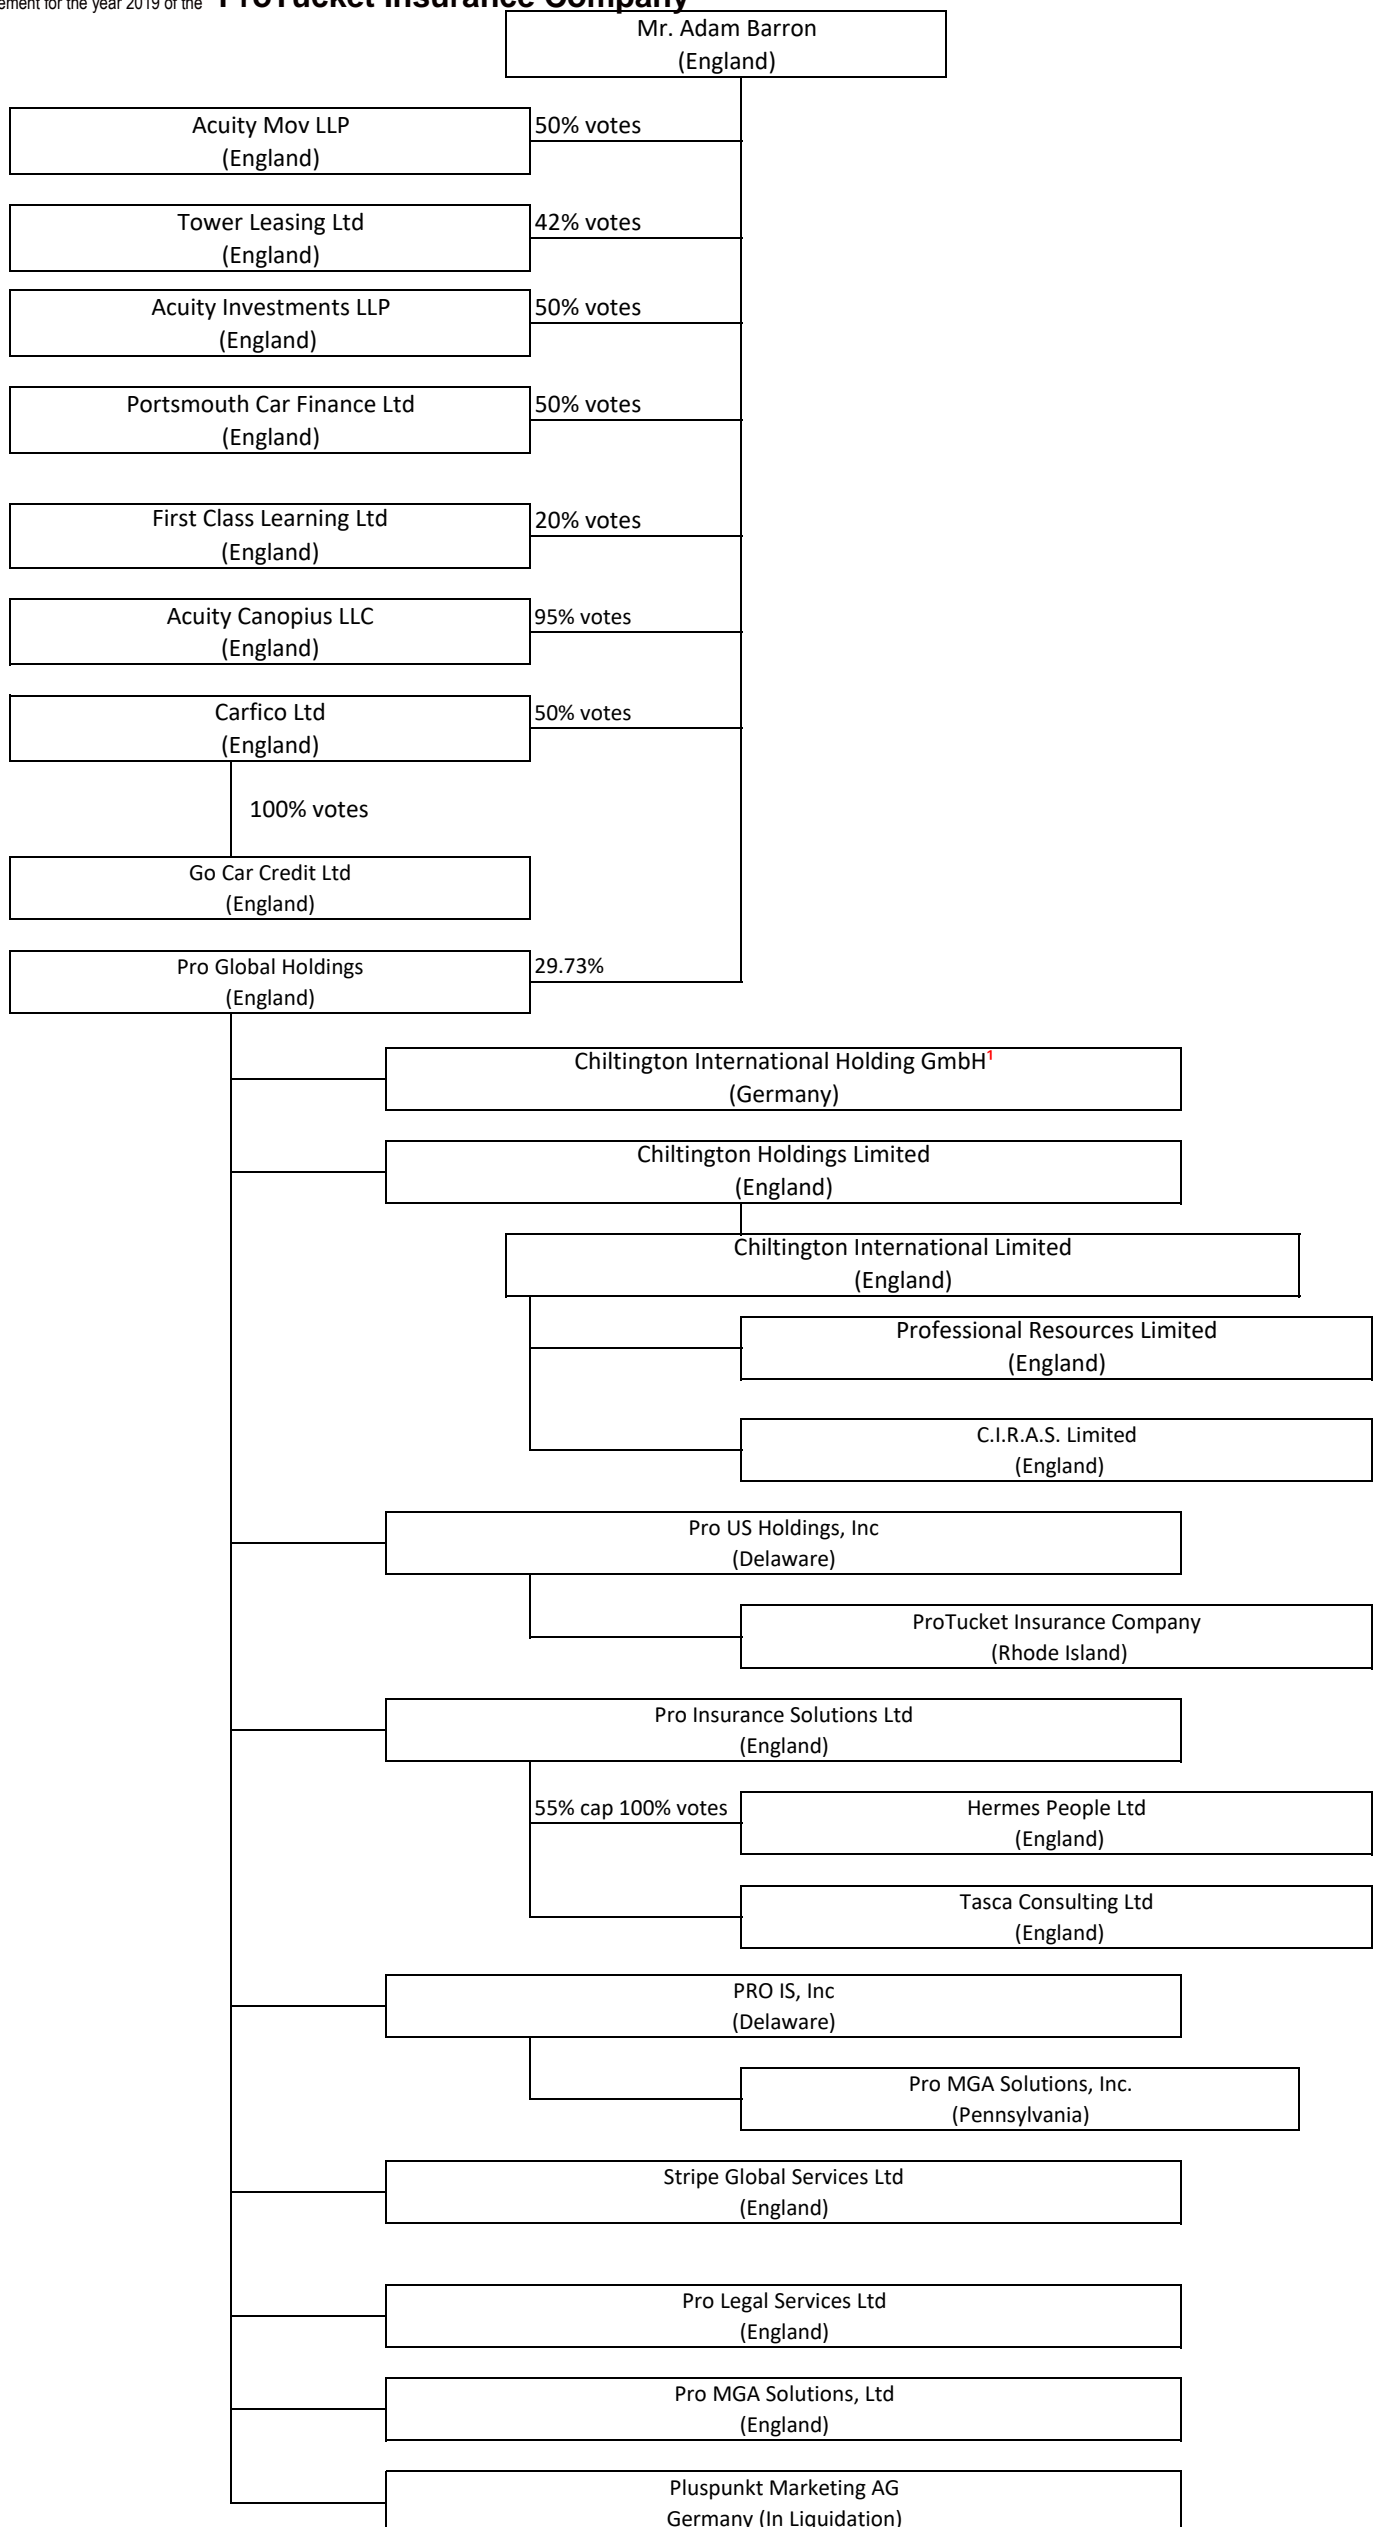 ement for the year 2019 of the ProTucket Insurance Company
Mr. Adam Barron
(England)
Acuity Mov LLP
(England)
50% votes
Tower Leasing Ltd
(England)
42% votes
Acuity Investments LLP
(England)
50% votes
Portsmouth Car Finance Ltd
(England)
50% votes
First Class Learning Ltd
(England)
20% votes
Acuity Canopius LLC
(England)
95% votes
Carfico Ltd
(England)
50% votes
100% votes
Go Car Credit Ltd
(England)
Pro Global Holdings
(England)
29.73%
Chiltington International Holding GmbH¹
(Germany)
Chiltington Holdings Limited
(England)
Chiltington International Limited
(England)
Professional Resources Limited
(England)
C.I.R.A.S. Limited
(England)
Pro US Holdings, Inc
(Delaware)
ProTucket Insurance Company
(Rhode Island)
Pro Insurance Solutions Ltd
(England)
55% cap 100% votes
Hermes People Ltd
(England)
Tasca Consulting Ltd
(England)
PRO IS, Inc
(Delaware)
Pro MGA Solutions, Inc.
(Pennsylvania)
Stripe Global Services Ltd
(England)
Pro Legal Services Ltd
(England)
Pro MGA Solutions, Ltd
(England)
Pluspunkt Marketing AG
Germany (In Liquidation)